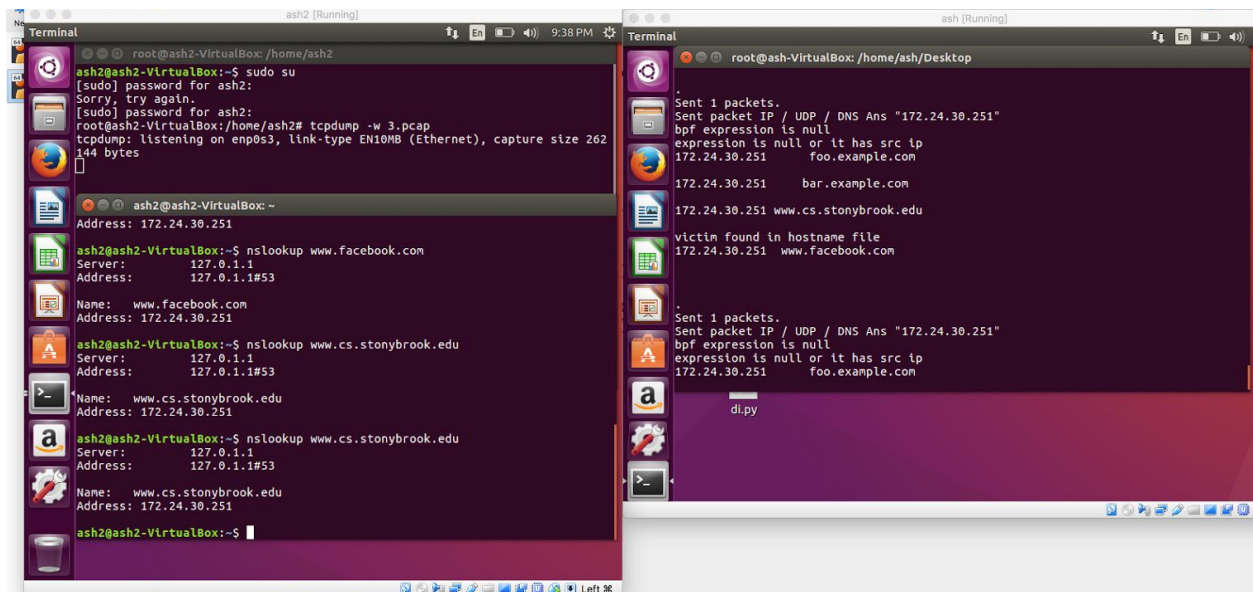 ash2 [Running]
Terminal
En
9:38 PM
root@ash2-VirtualBox: /home/ash2
ash2@ash2-VirtualBox:~$ sudo su
[sudo] password for ash2:
Sorry, try again.
[sudo] password for ash2:
root@ash2-VirtualBox:/home/ash2# tcpdump -w 3.pcap
tcpdump: listening on enp0s3, link-type EN10MB (Ethernet), capture size 262
144 bytes
ash2@ash2-VirtualBox: ~
Address: 172.24.30.251
ash2@ash2-VirtualBox:~$ nslookup www.facebook.com
Server: 127.0.1.1
Address: 127.0.1.1#53
Name: www.facebook.com
Address: 172.24.30.251
ash2@ash2-VirtualBox:~$ nslookup www.cs.stonybrook.edu
Server: 127.0.1.1
Address: 127.0.1.1#53
Name: www.cs.stonybrook.edu
Address: 172.24.30.251
ash2@ash2-VirtualBox:~$ nslookup www.cs.stonybrook.edu
Server: 127.0.1.1
Address: 127.0.1.1#53
Name: www.cs.stonybrook.edu
Address: 172.24.30.251
ash2@ash2-VirtualBox:~$
Left ⌘
ash [Running]
Terminal
En
root@ash-VirtualBox: /home/ash/Desktop
.
Sent 1 packets.
Sent packet IP / UDP / DNS Ans "172.24.30.251"
bpf expression is null
expression is null or it has src ip
172.24.30.251 foo.example.com
172.24.30.251 bar.example.com
172.24.30.251 www.cs.stonybrook.edu
victim found in hostname file
172.24.30.251 www.facebook.com
.
Sent 1 packets.
Sent packet IP / UDP / DNS Ans "172.24.30.251"
bpf expression is null
expression is null or it has src ip
172.24.30.251 foo.example.com
di.py